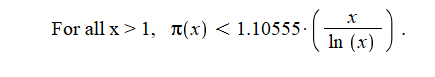 For all x > 1, π(x) < 1.10555⋅(x / ln (x)).